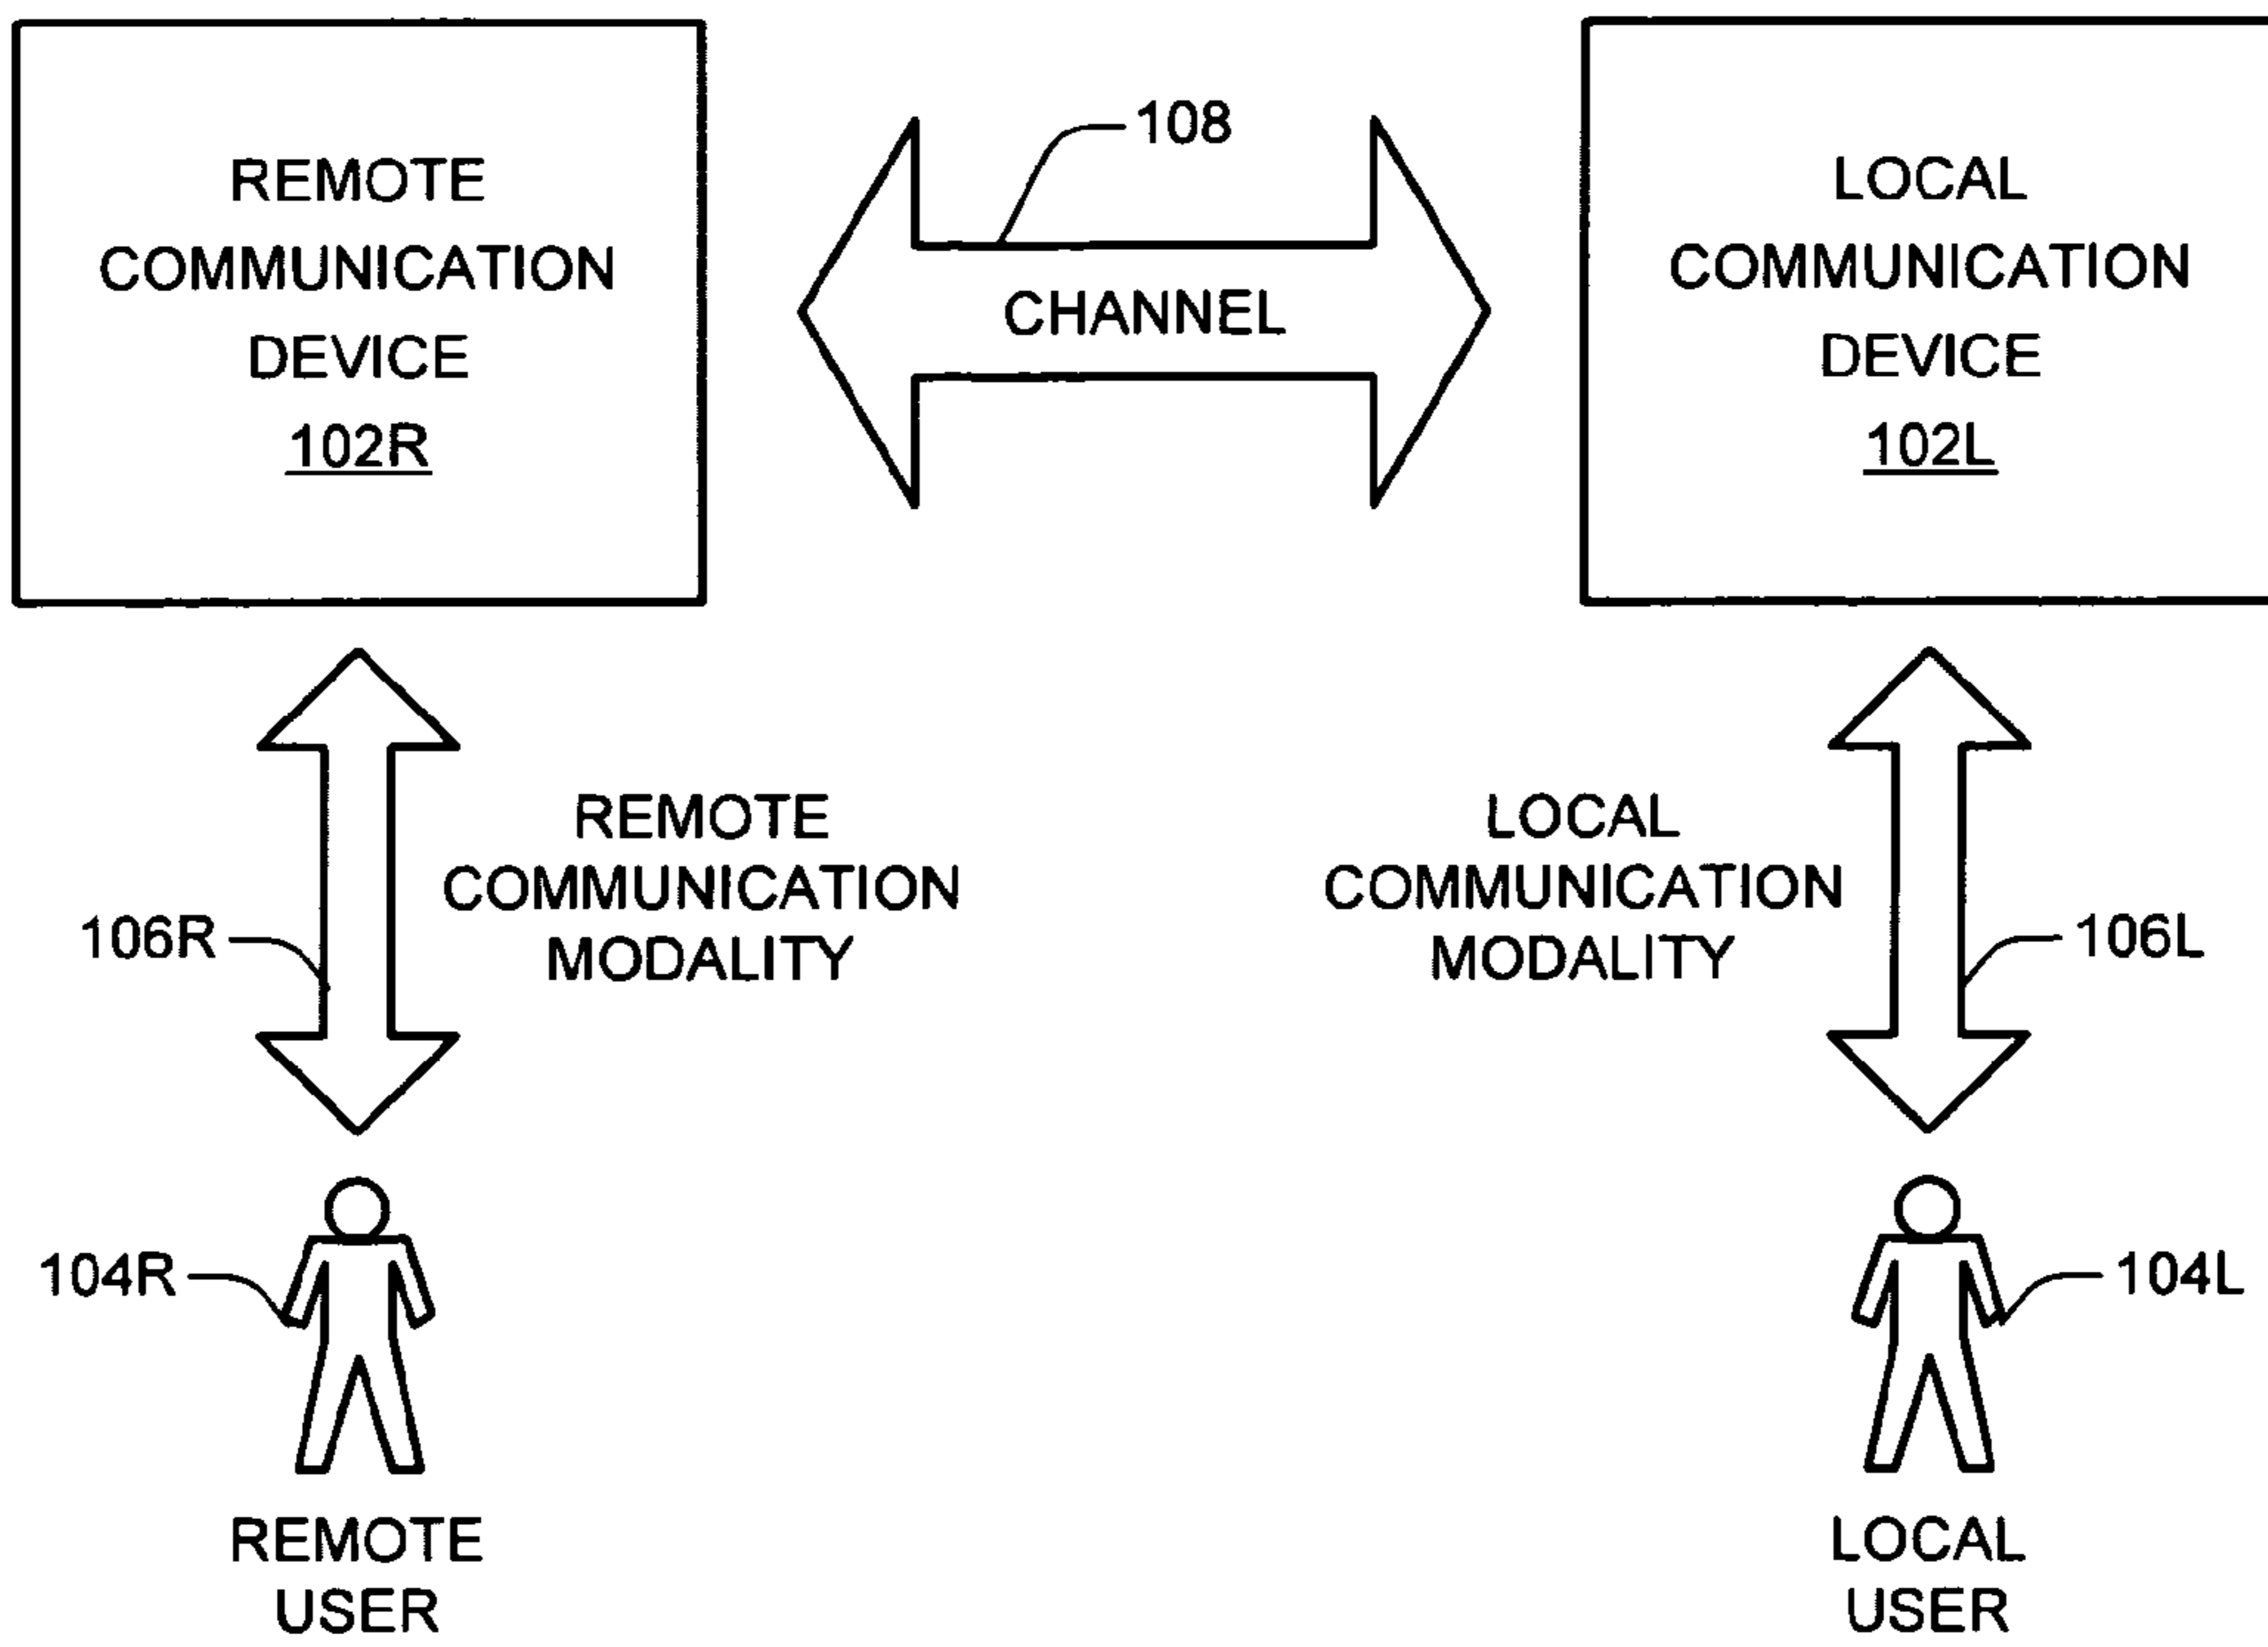 REMOTE
COMMUNICATION
DEVICE
102R
108
CHANNEL
LOCAL
COMMUNICATION
DEVICE
102L
106R
REMOTE
COMMUNICATION
MODALITY
LOCAL
COMMUNICATION
MODALITY
106L
104R
REMOTE
USER
104L
LOCAL
USER